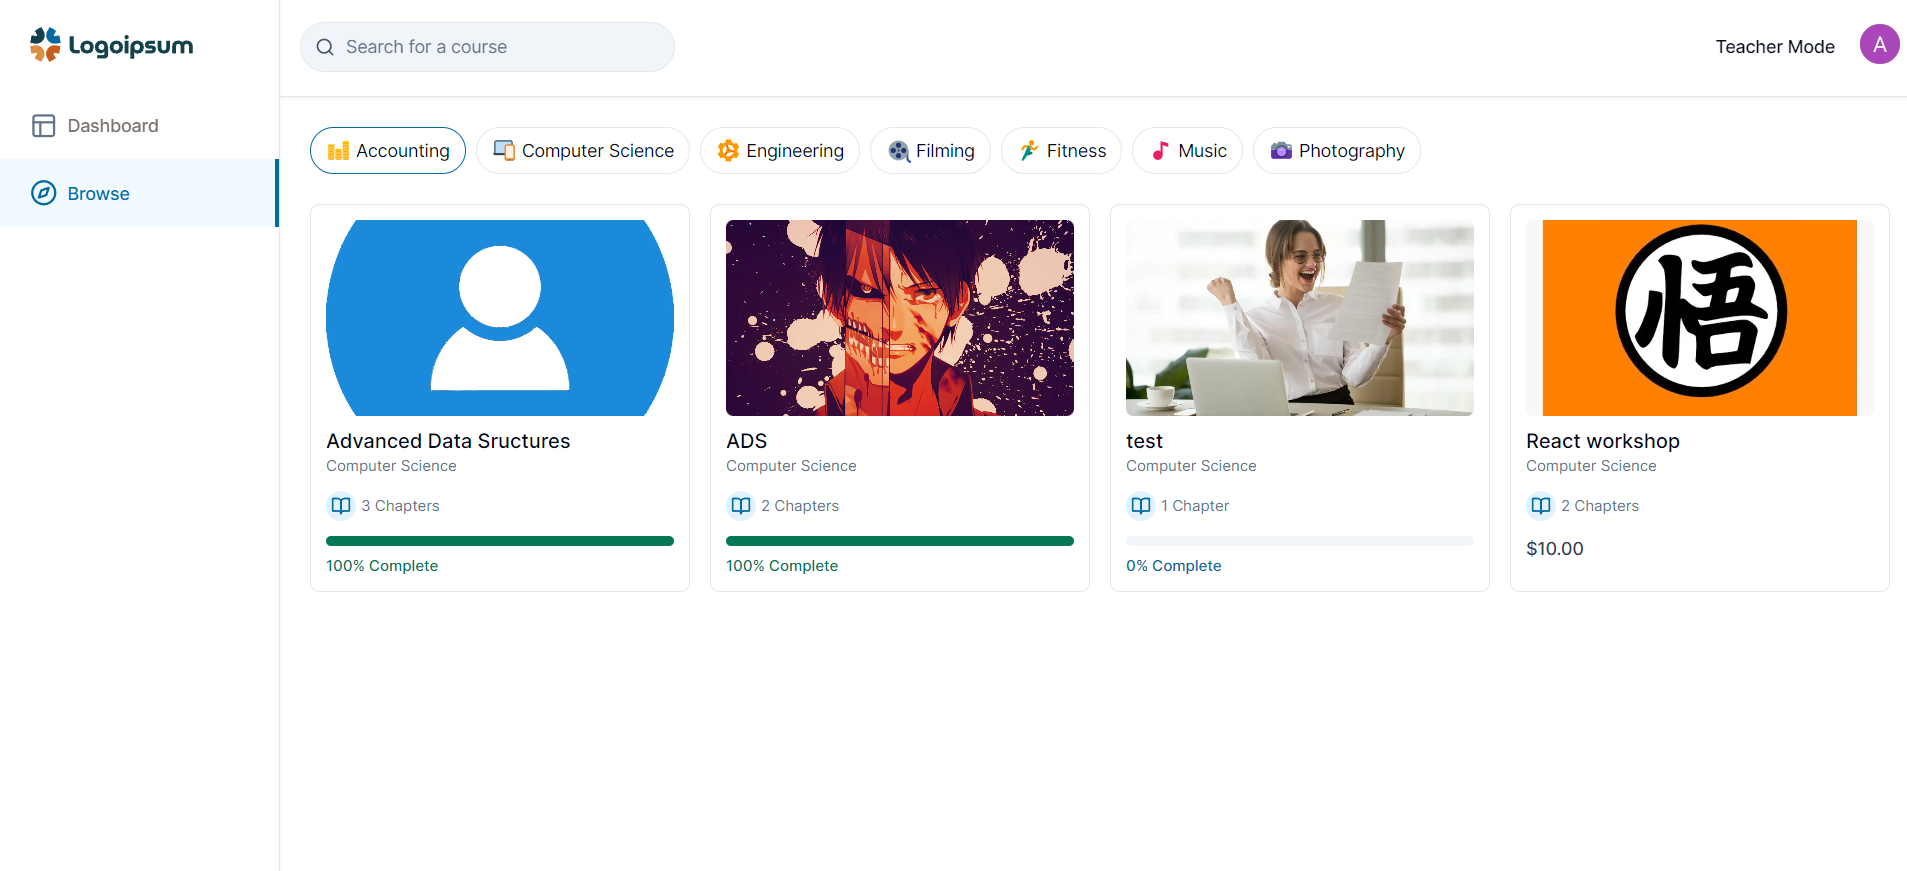 Logoipsum
Search for a course
Teacher Mode
A
Dashboard
Browse
Accounting
Computer Science
Engineering
Filming
Fitness
Music
Photography
悟
Advanced Data Sructures
Computer Science
3 Chapters
100% Complete
ADS
Computer Science
2 Chapters
100% Complete
test
Computer Science
1 Chapter
0% Complete
React workshop
Computer Science
2 Chapters
$10.00